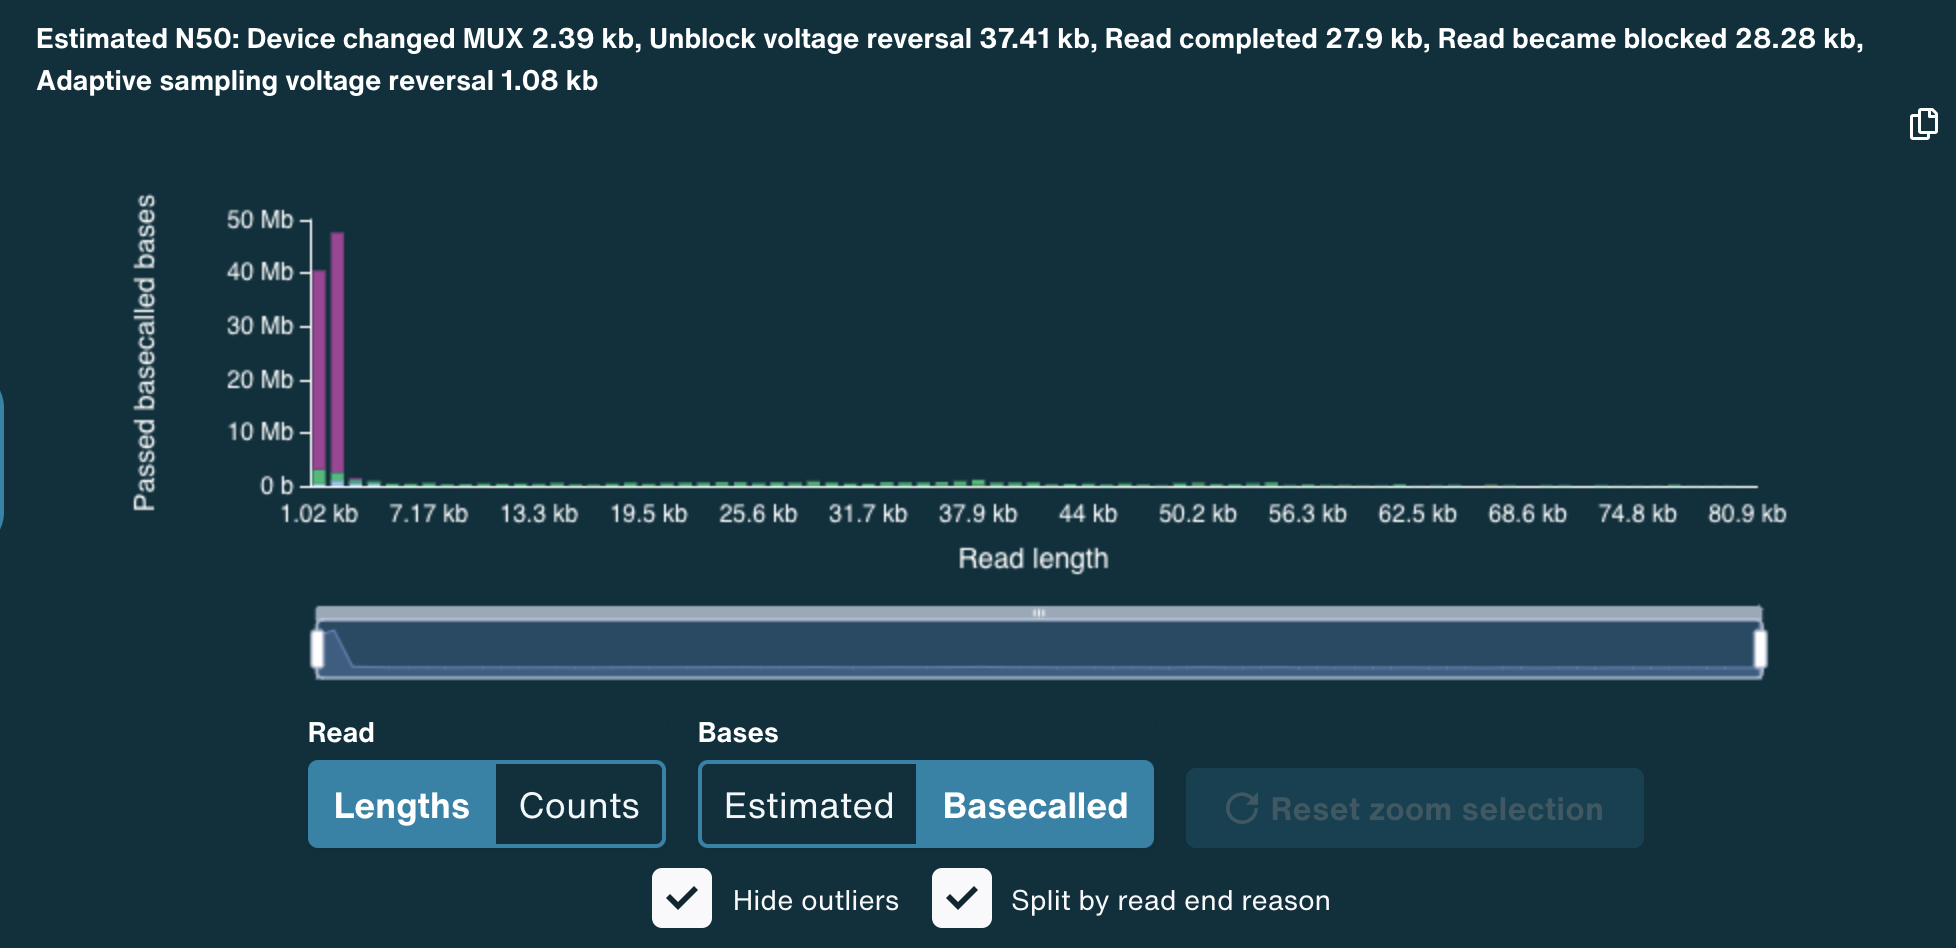 Estimated N50: Device changed MUX 2.39 kb, Unblock voltage reversal 37.41 kb, Read completed 27.9 kb, Read became blocked 28.28 kb,
Adaptive sampling voltage reversal 1.08 kb
Passed basecalled bases
50 Mb
40 Mb
30 Mb
20 Mb
10 Mb
0 b
1.02 kb 7.17 kb 13.3 kb 19.5 kb 25.6 kb 31.7 kb 37.9 kb 44 kb 50.2 kb 56.3 kb 62.5 kb 68.6 kb 74.8 kb 80.9 kb
Read length
Read Bases
Lengths Counts Estimated Basecalled Reset zoom selection
Hide outliers Split by read end reason